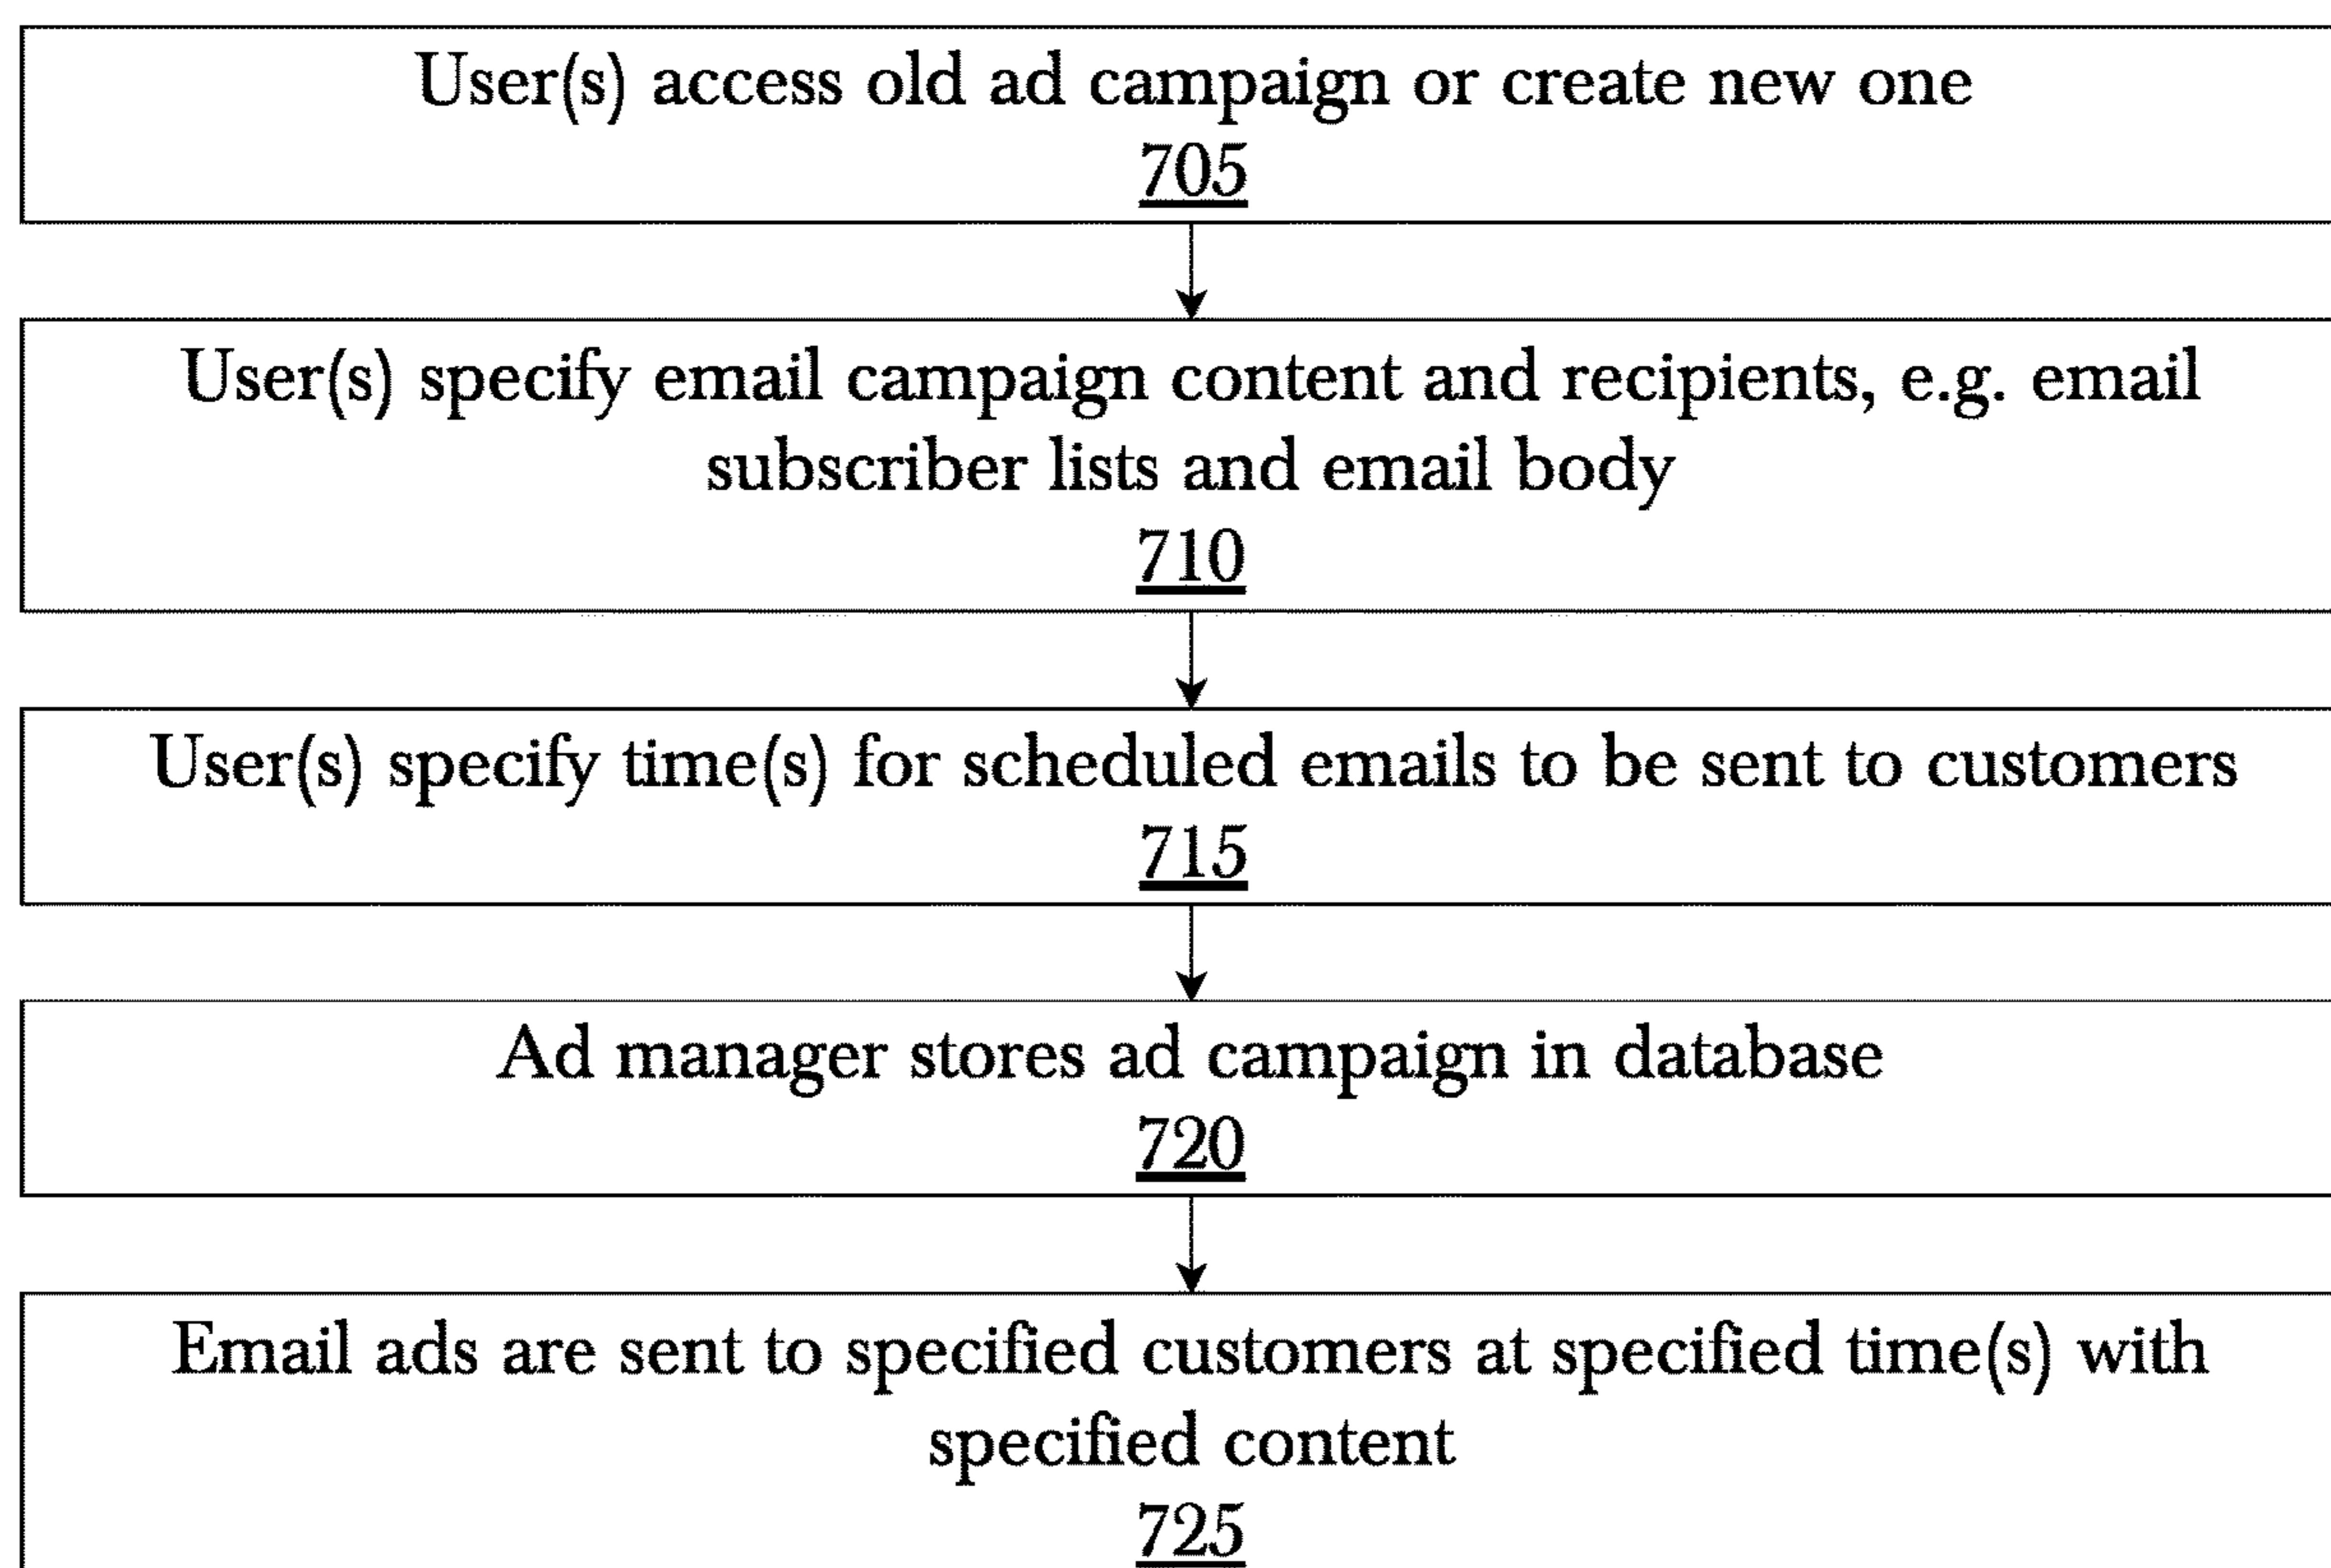 User(s) access old ad campaign or create new one
705
User(s) specify email campaign content and recipients, e.g. email
subscriber lists and email body
710
User(s) specify time(s) for scheduled emails to be sent to customers
715
Ad manager stores ad campaign in database
720
Email ads are sent to specified customers at specified time(s) with
specified content
725